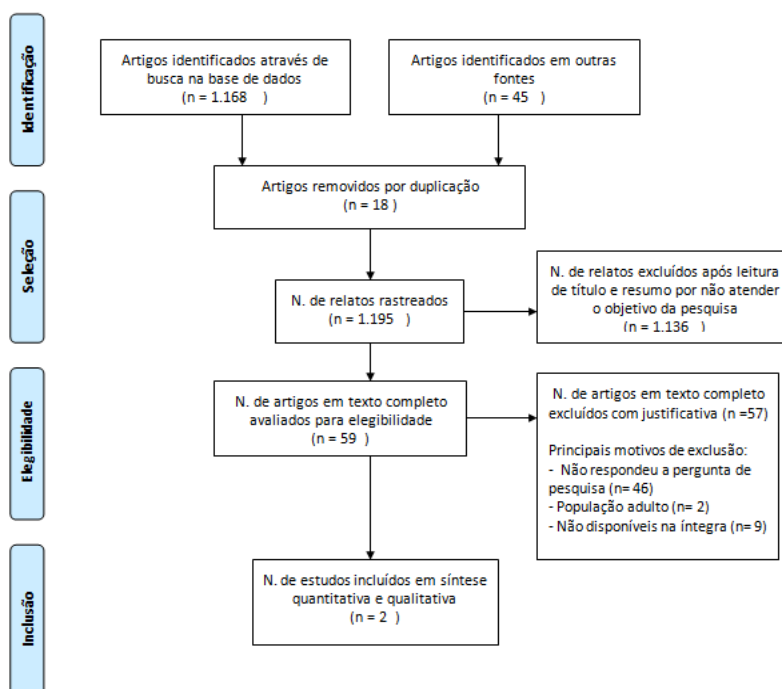 Identificação
Artigos identificados através de
busca na base de dados
(n = 1.168 )
Artigos identificados em outras
fontes
(n = 45 )
Artigos removidos por duplicação
(n = 18 )
Seleção
N. de relatos rastreados
(n = 1.195 )
N. de relatos excluídos após leitura
de título e resumo por não atender
o objetivo da pesquisa
(n = 1.136 )
Elegibilidade
N. de artigos em texto completo
avaliados para elegibilidade
(n = 59 )
N. de artigos em texto completo
excluídos com justificativa (n =57)
Principais motivos de exclusão:
- Não respondeu a pergunta de
pesquisa (n= 46)
- População adulto (n= 2)
- Não disponíveis na íntegra (n= 9)
Inclusão
N. de estudos incluídos em síntese
quantitativa e qualitativa
(n = 2 )